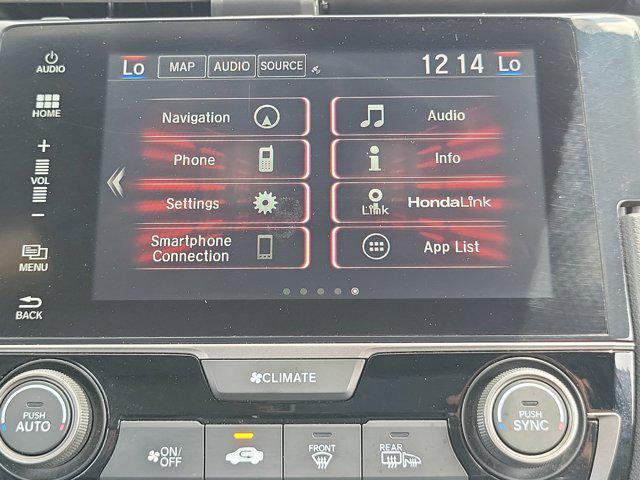 AUDIO
Lo MAP AUDIO SOURCE 12 14 Lo
HOME
Navigation Audio
+
Phone Info
VOL
Settings Link HondaLink
−
Smartphone
Connection App List
MENU
BACK
CLIMATE
PUSH
AUTO
ON/
OFF
FRONT
REAR
PUSH
SYNC